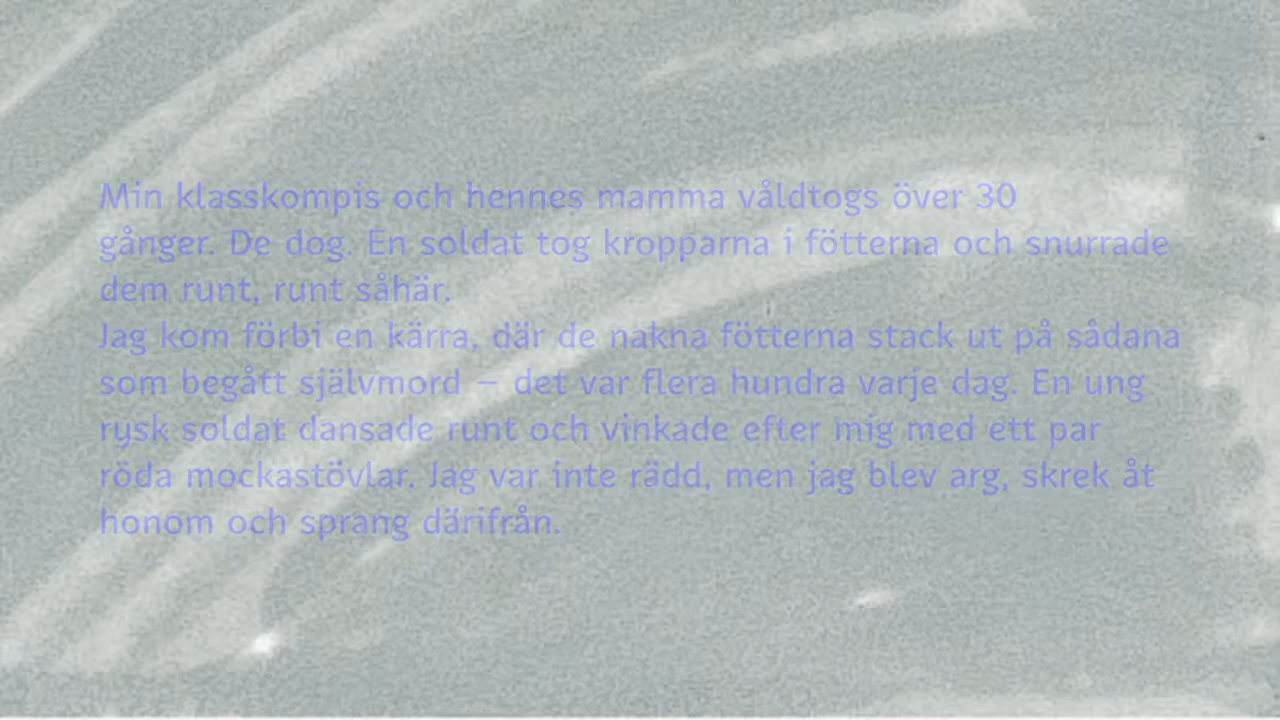 Min klasskompis och hennes mamma våldtogs över 30
gånger. De dog. En soldat tog kropparna i fötterna och snurrade
dem runt, runt såhär.
Jag kom förbi en kärra, där de nakna fötterna stack ut på sådana
som begått självmord – det var flera hundra varje dag. En ung
rysk soldat dansade runt och vinkade efter mig med ett par
röda mockastövlar. Jag var inte rädd, men jag blev arg, skrek åt
honom och sprang därifrån.